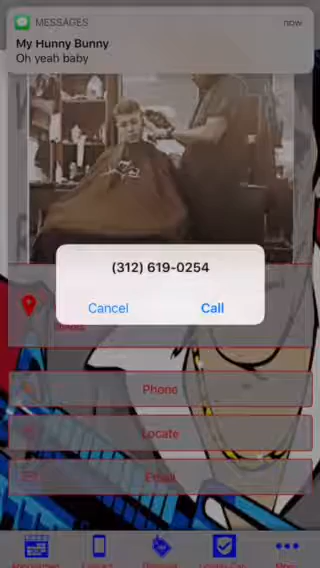 MESSAGES
now
My Hunny Bunny
Oh yeah baby
(312) 619-0254
Cancel
Call
Phone
Locate
Email